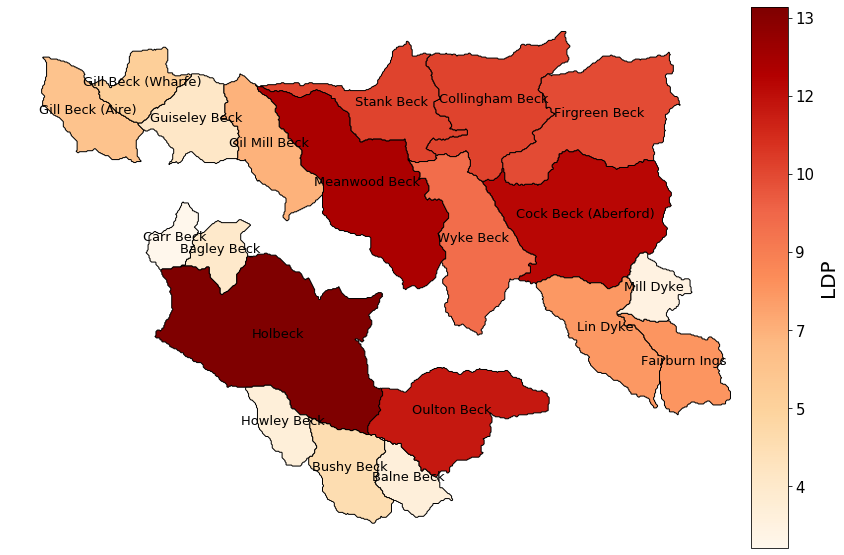 Gill Beck (Wharfe)
Gill Beck (Aire)
Guiseley Beck
Gil Mill Beck
Stank Beck
Collingham Beck
Firgreen Beck
Meanwood Beck
Cock Beck (Aberford)
Wyke Beck
Carr Beck
Bagley Beck
Mill Dyke
Holbeck
Lin Dyke
Fairburn Ings
Howley Beck
Oulton Beck
Bushy Beck
Balne Beck
13
12
10
9
7
5
4
LDP